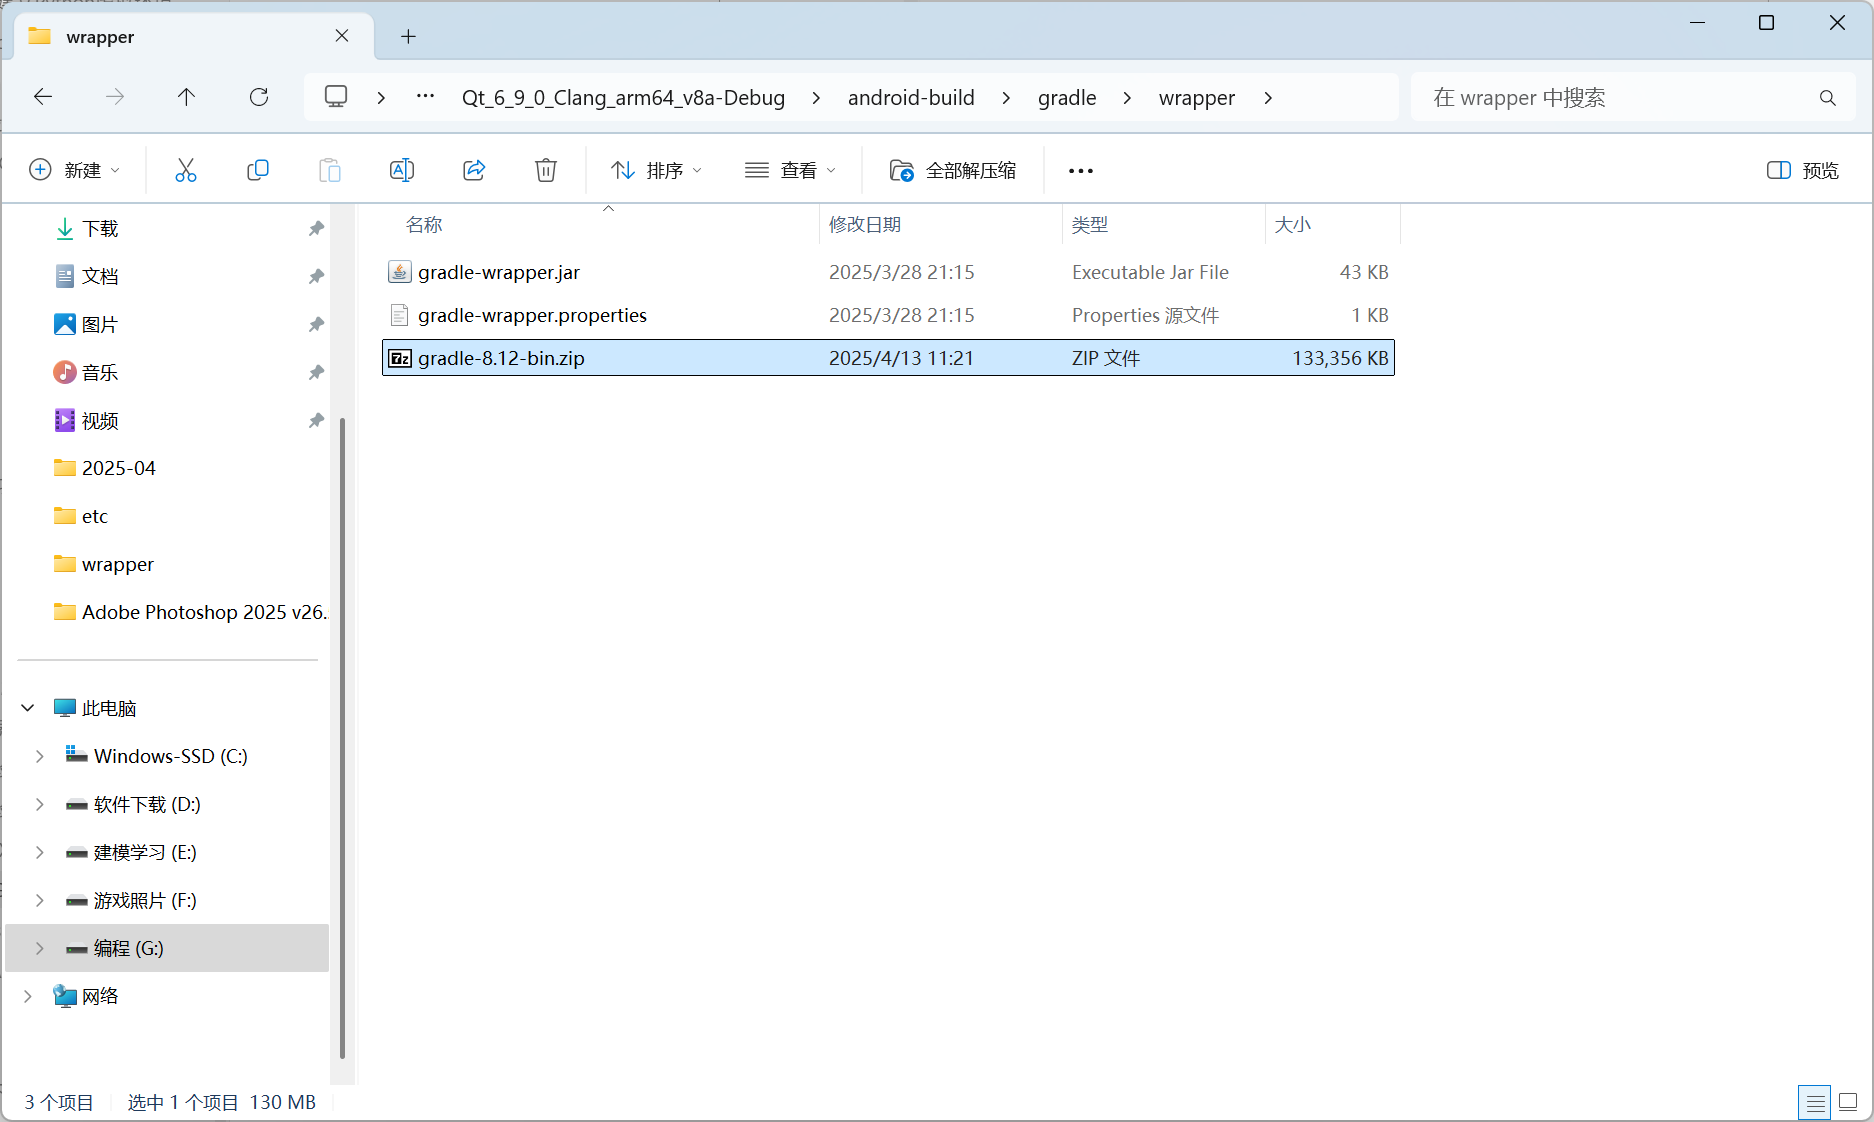 wrapper
Qt_6_9_0_Clang_arm64_v8a-Debug android-build gradle wrapper 在 wrapper 中搜索
新建 排序 查看 全部解压缩 ... 预览
名称 修改日期 类型 大小
gradle-wrapper.jar 2025/3/28 21:15 Executable Jar File 43 KB
gradle-wrapper.properties 2025/3/28 21:15 Properties 源文件 1 KB
gradle-8.12-bin.zip 2025/4/13 11:21 ZIP 文件 133,356 KB
下载
文档
图片
音乐
视频
2025-04
etc
wrapper
Adobe Photoshop 2025 v26.
此电脑
Windows-SSD (C:)
软件下载 (D:)
建模学习 (E:)
游戏照片 (F:)
编程 (G:)
网络
3 个项目 选中 1 个项目 130 MB